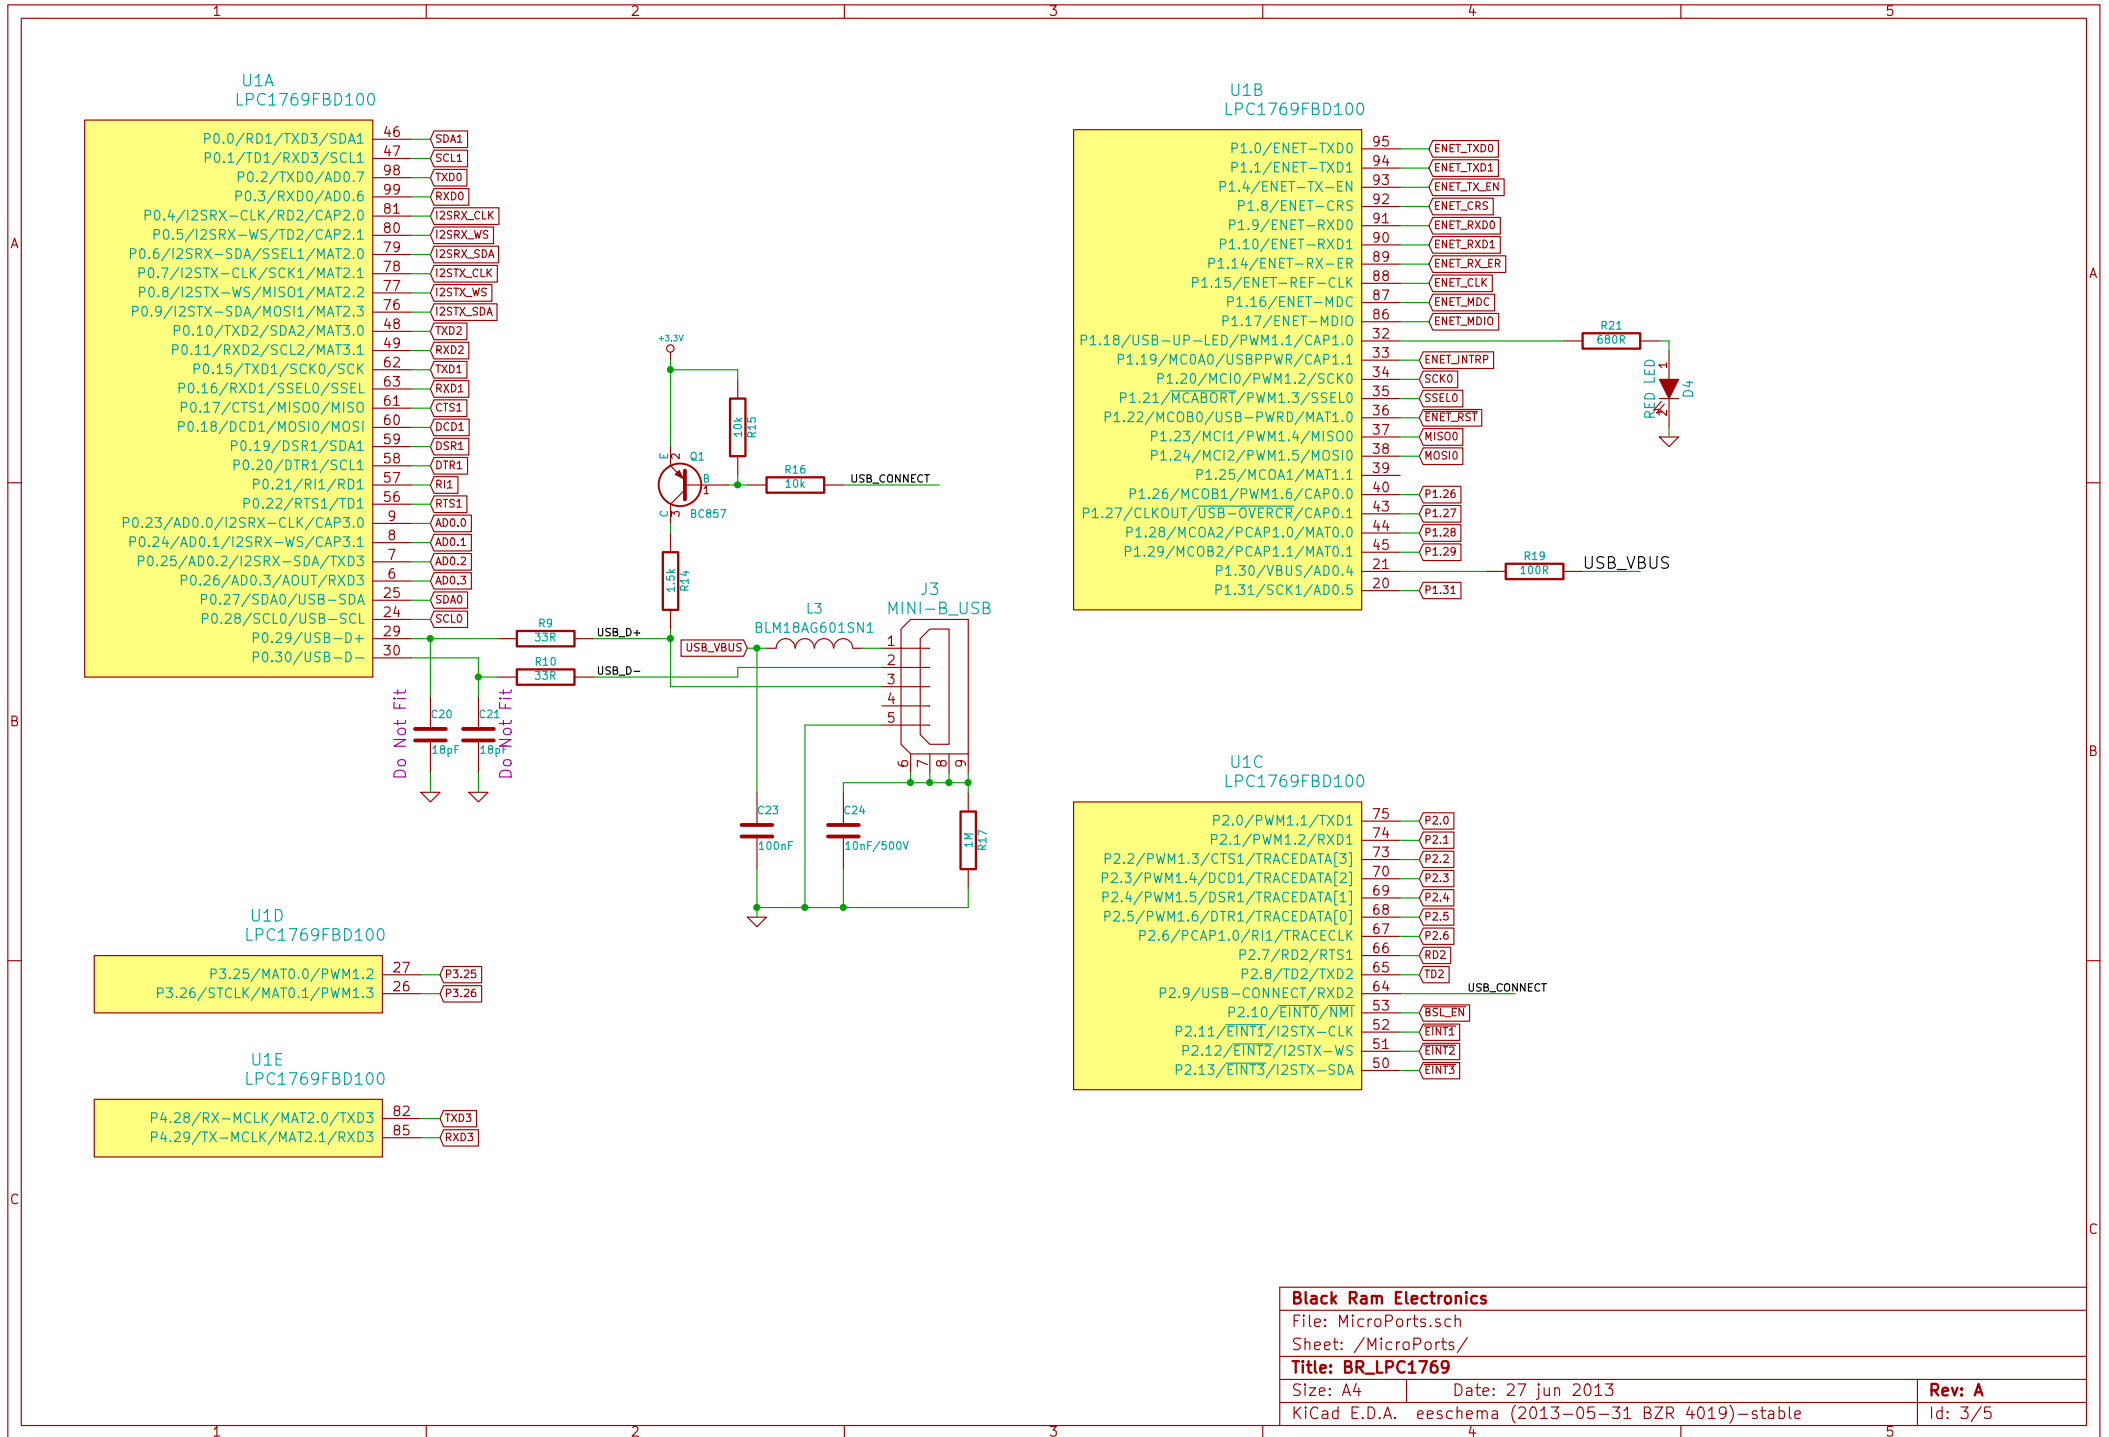 1 2 3 4 5
A
B
C
U1A
LPC1769FBD100
P0.0/RD1/TXD3/SDA1 46 SDA1
P0.1/TD1/RXD3/SCL1 47 SCL1
P0.2/TXD0/AD0.7 98 TXD0
P0.3/RXD0/AD0.6 99 RXD0
P0.4/I2SRX-CLK/RD2/CAP2.0 81 I2SRX_CLK
P0.5/I2SRX-WS/TD2/CAP2.1 80 I2SRX_WS
P0.6/I2SRX-SDA/SSEL1/MAT2.0 79 I2SRX_SDA
P0.7/I2STX-CLK/SCK1/MAT2.1 78 I2STX_CLK
P0.8/I2STX-WS/MISO1/MAT2.2 77 I2STX_WS
P0.9/I2STX-SDA/MOSI1/MAT2.3 76 I2STX_SDA
P0.10/TXD2/SDA2/MAT3.0 48 TXD2
P0.11/RXD2/SCL2/MAT3.1 49 RXD2
P0.15/TXD1/SCK0/SCK 62 TXD1
P0.16/RXD1/SSEL0/SSEL 63 RXD1
P0.17/CTS1/MISO0/MISO 61 CTS1
P0.18/DCD1/MOSI0/MOSI 60 DCD1
P0.19/DSR1/SDA1 59 DSR1
P0.20/DTR1/SCL1 58 DTR1
P0.21/RI1/RD1 57 RI1
P0.22/RTS1/TD1 56 RTS1
P0.23/AD0.0/I2SRX-CLK/CAP3.0 9 AD0.0
P0.24/AD0.1/I2SRX-WS/CAP3.1 8 AD0.1
P0.25/AD0.2/I2SRX-SDA/TXD3 7 AD0.2
P0.26/AD0.3/AOUT/RXD3 6 AD0.3
P0.27/SDA0/USB-SDA 25 SDA0
P0.28/SCL0/USB-SCL 24 SCL0
P0.29/USB-D+ 29
P0.30/USB-D- 30
R9
33R
USB_D+
R10
33R
USB_D-
Do Not Fit
C20
18pF
C21
18pF
Do Not Fit
+3.3V
10k
R15
E
2
Q1
B
1
C
3
BC857
R16
10k
USB_CONNECT
1.5k
R14
USB_VBUS
L3
BLM18AG601SN1
J3
MINI-B_USB
1
2
3
4
5
6 7 8 9
C23
100nF
C24
10nF/500V
1M
R17
U1B
LPC1769FBD100
P1.0/ENET-TXD0 95 ENET_TXD0
P1.1/ENET-TXD1 94 ENET_TXD1
P1.4/ENET-TX-EN 93 ENET_TX_EN
P1.8/ENET-CRS 92 ENET_CRS
P1.9/ENET-RXD0 91 ENET_RXD0
P1.10/ENET-RXD1 90 ENET_RXD1
P1.14/ENET-RX-ER 89 ENET_RX_ER
P1.15/ENET-REF-CLK 88 ENET_CLK
P1.16/ENET-MDC 87 ENET_MDC
P1.17/ENET-MDIO 86 ENET_MDIO
P1.18/USB-UP-LED/PWM1.1/CAP1.0 32
P1.19/MC0A0/USBPPWR/CAP1.1 33 ENET_INTRP
P1.20/MCI0/PWM1.2/SCK0 34 SCK0
P1.21/MCABORT/PWM1.3/SSEL0 35 SSEL0
P1.22/MCOB0/USB-PWRD/MAT1.0 36 ENET_RST
P1.23/MCI1/PWM1.4/MISO0 37 MISO0
P1.24/MCI2/PWM1.5/MOSI0 38 MOSI0
P1.25/MCOA1/MAT1.1 39
P1.26/MCOB1/PWM1.6/CAP0.0 40 P1.26
P1.27/CLKOUT/USB-OVERCR/CAP0.1 43 P1.27
P1.28/MCOA2/PCAP1.0/MAT0.0 44 P1.28
P1.29/MCOB2/PCAP1.1/MAT0.1 45 P1.29
P1.30/VBUS/AD0.4 21
P1.31/SCK1/AD0.5 20 P1.31
R21
680R
RED LED
1
2
D4
R19
100R
USB_VBUS
U1C
LPC1769FBD100
P2.0/PWM1.1/TXD1 75 P2.0
P2.1/PWM1.2/RXD1 74 P2.1
P2.2/PWM1.3/CTS1/TRACEDATA[3] 73 P2.2
P2.3/PWM1.4/DCD1/TRACEDATA[2] 70 P2.3
P2.4/PWM1.5/DSR1/TRACEDATA[1] 69 P2.4
P2.5/PWM1.6/DTR1/TRACEDATA[0] 68 P2.5
P2.6/PCAP1.0/RI1/TRACECLK 67 P2.6
P2.7/RD2/RTS1 66 RD2
P2.8/TD2/TXD2 65 TD2
P2.9/USB-CONNECT/RXD2 64 USB_CONNECT
P2.10/EINT0/NMI 53 BSL_EN
P2.11/EINT1/I2STX-CLK 52 EINT1
P2.12/EINT2/I2STX-WS 51 EINT2
P2.13/EINT3/I2STX-SDA 50 EINT3
U1D
LPC1769FBD100
P3.25/MAT0.0/PWM1.2 27 P3.25
P3.26/STCLK/MAT0.1/PWM1.3 26 P3.26
U1E
LPC1769FBD100
P4.28/RX-MCLK/MAT2.0/TXD3 82 TXD3
P4.29/TX-MCLK/MAT2.1/RXD3 85 RXD3
A
B
C
Black Ram Electronics
File: MicroPorts.sch
Sheet: /MicroPorts/
Title: BR_LPC1769
Size: A4 Date: 27 jun 2013 Rev: A
KiCad E.D.A. eeschema (2013-05-31 BZR 4019)-stable Id: 3/5
1 2 3 4 5